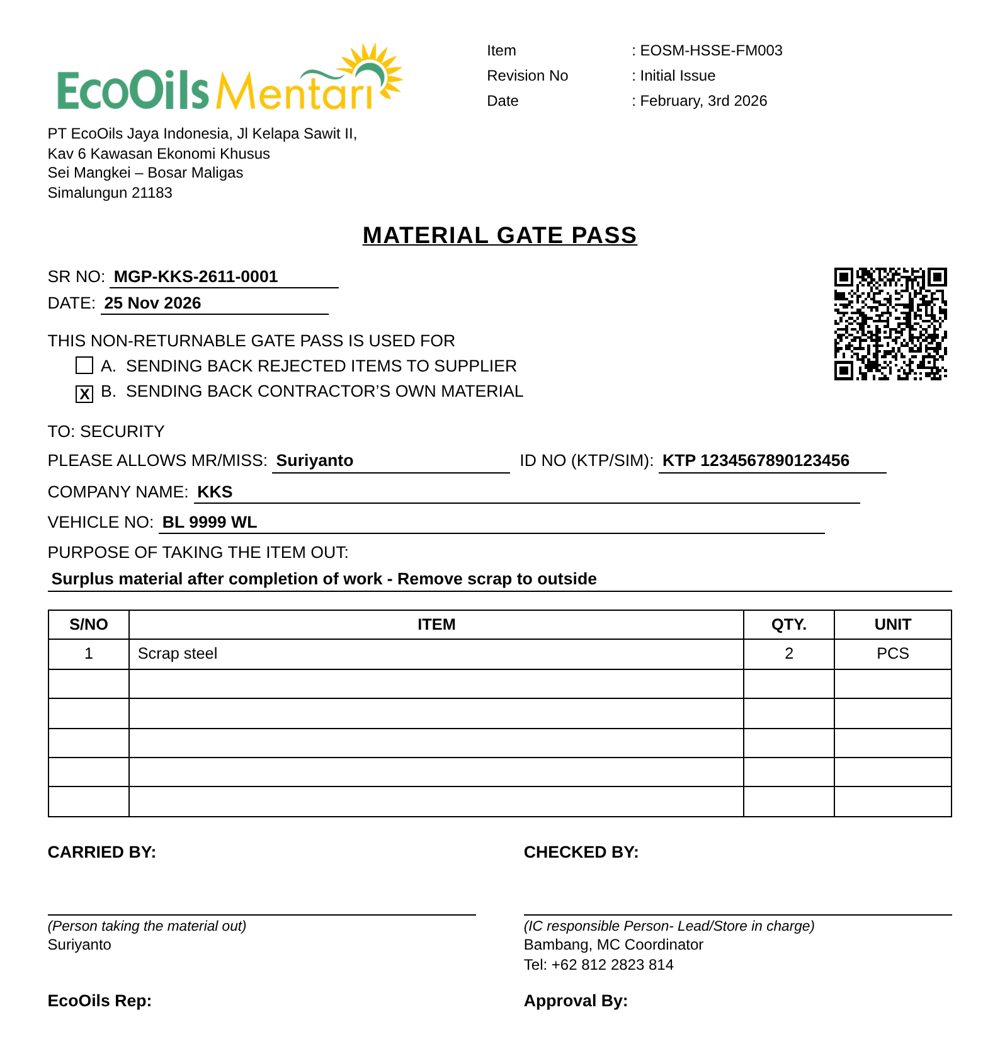 EcoOils Mentari
Item : EOSM-HSSE-FM003
Revision No : Initial Issue
Date : February, 3rd 2026
PT EcoOils Jaya Indonesia, Jl Kelapa Sawit II,
Kav 6 Kawasan Ekonomi Khusus
Sei Mangkei – Bosar Maligas
Simalungun 21183
MATERIAL GATE PASS
SR NO: MGP-KKS-2611-0001
DATE: 25 Nov 2026
THIS NON-RETURNABLE GATE PASS IS USED FOR
A. SENDING BACK REJECTED ITEMS TO SUPPLIER
X B. SENDING BACK CONTRACTOR’S OWN MATERIAL
TO: SECURITY
PLEASE ALLOWS MR/MISS: Suriyanto ID NO (KTP/SIM): KTP 1234567890123456
COMPANY NAME: KKS
VEHICLE NO: BL 9999 WL
PURPOSE OF TAKING THE ITEM OUT:
Surplus material after completion of work - Remove scrap to outside
S/NO ITEM QTY. UNIT
1 Scrap steel 2 PCS
CARRIED BY: CHECKED BY:
(Person taking the material out) (IC responsible Person- Lead/Store in charge)
Suriyanto Bambang, MC Coordinator
Tel: +62 812 2823 814
EcoOils Rep: Approval By: